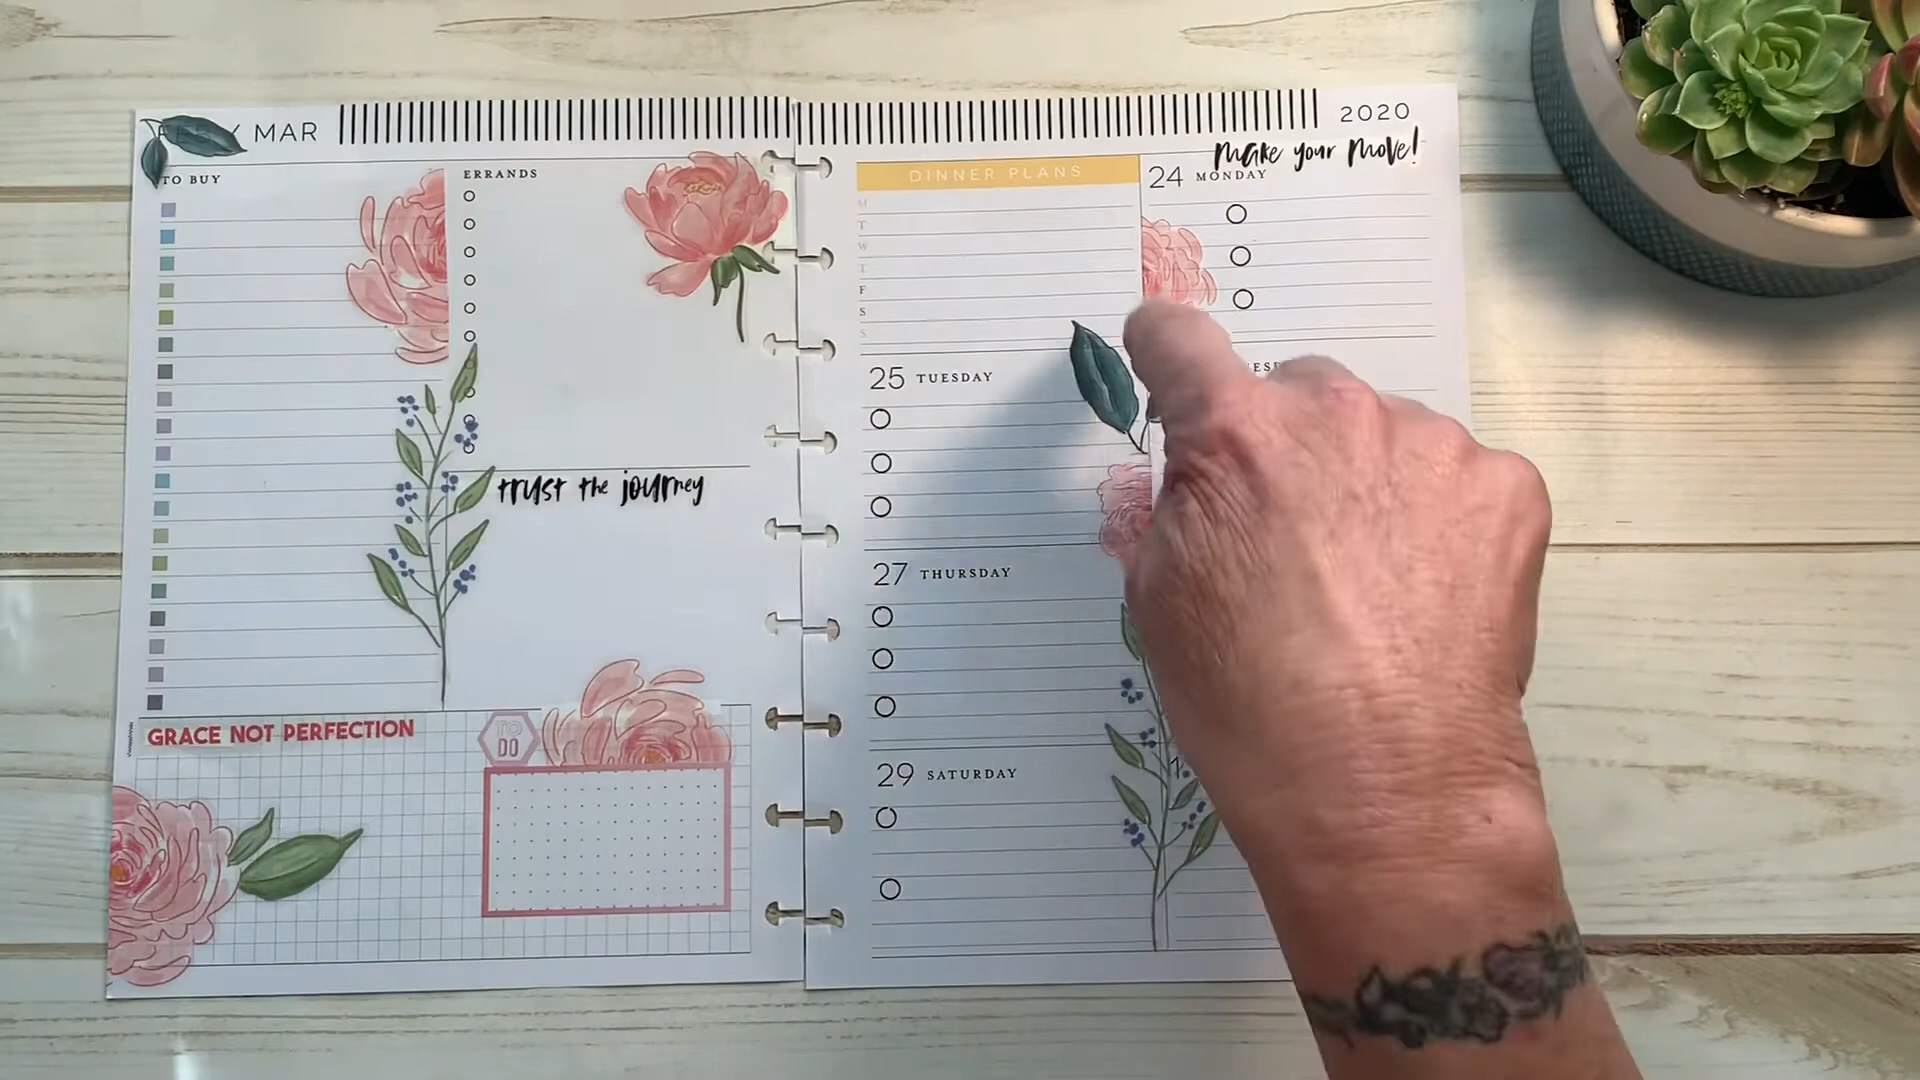 MAR
TO BUY
ERRANDS
trust the journey
GRACE NOT PERFECTION
TO
DO
2020
make your move!
DINNER PLANS
M
T
W
T
F
S
S
24 MONDAY
25 TUESDAY
27 THURSDAY
29 SATURDAY